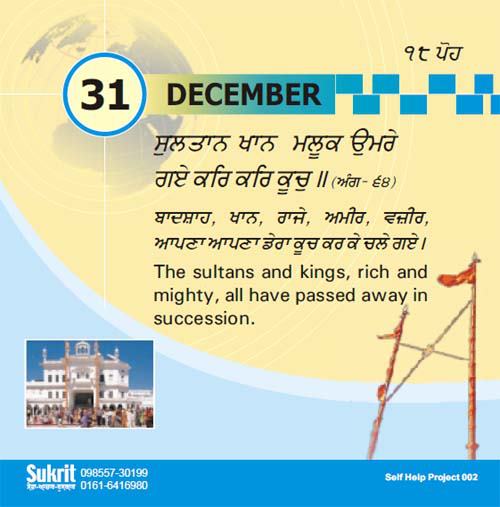 ੧੮ ਪੋਹ
31 DECEMBER
ਸੁਲਤਾਨ ਖਾਨ ਮਲੂਕ ਉਮਰੇ
ਗਏ ਕਰਿ ਕਰਿ ਕੂਚੁ ॥ (ਅੰਗ- ੬੪)
ਬਾਦਸ਼ਾਹ, ਖਾਨ, ਰਾਜੇ, ਅਮੀਰ, ਵਜ਼ੀਰ,
ਆਪਣਾ ਆਪਣਾ ਡੇਰਾ ਕੂਚ ਕਰ ਕੇ ਚਲੇ ਗਏ।
The sultans and kings, rich and
mighty, all have passed away in
succession.
Sukrit 098557-30199
0161-6416980
Self Help Project 002